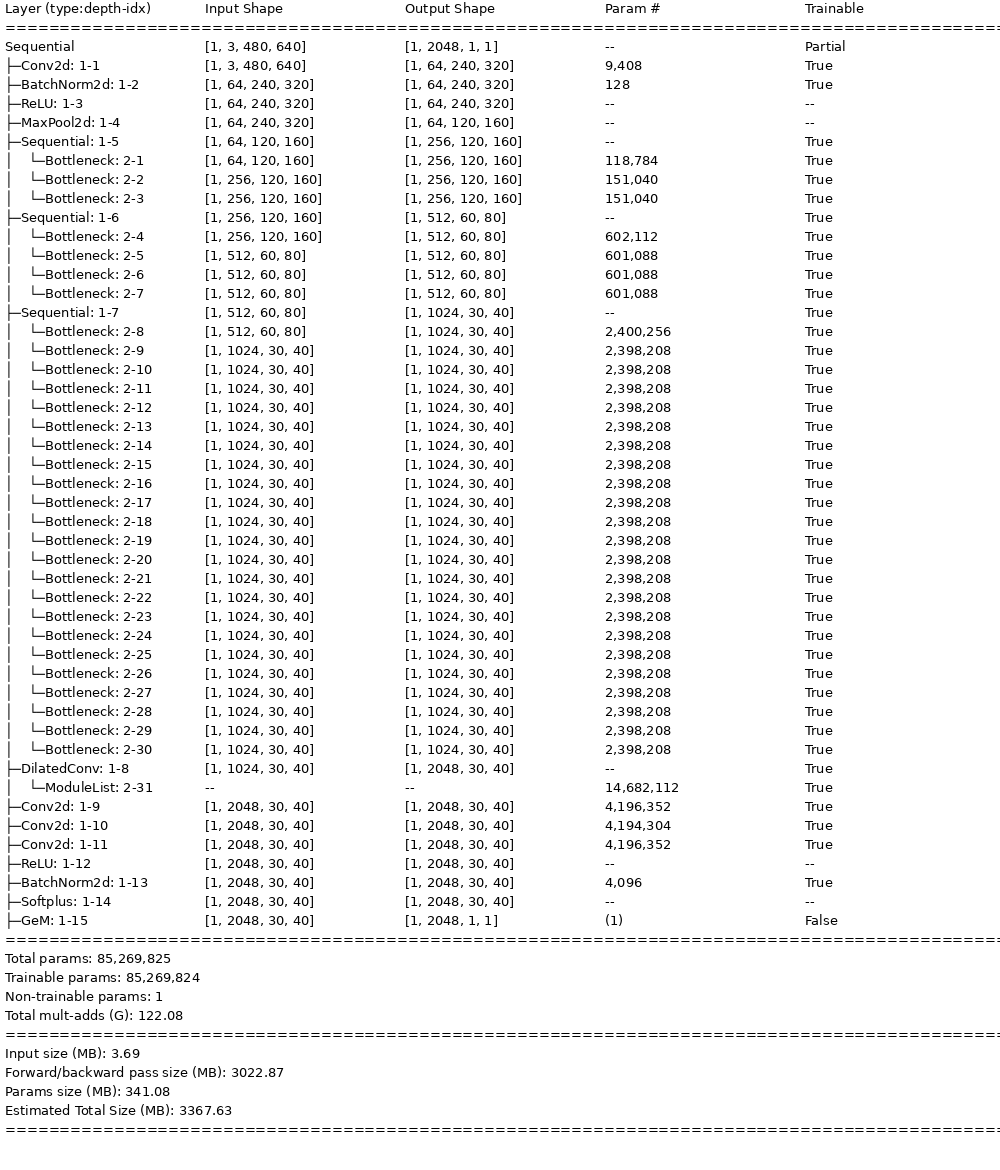 Layer (type:depth-idx) Input Shape Output Shape Param # Trainable
====================================================================================================
Sequential [1, 3, 480, 640] [1, 2048, 1, 1] -- Partial
├─Conv2d: 1-1 [1, 3, 480, 640] [1, 64, 240, 320] 9,408 True
├─BatchNorm2d: 1-2 [1, 64, 240, 320] [1, 64, 240, 320] 128 True
├─ReLU: 1-3 [1, 64, 240, 320] [1, 64, 240, 320] -- --
├─MaxPool2d: 1-4 [1, 64, 240, 320] [1, 64, 120, 160] -- --
├─Sequential: 1-5 [1, 64, 120, 160] [1, 256, 120, 160] -- True
│ └─Bottleneck: 2-1 [1, 64, 120, 160] [1, 256, 120, 160] 118,784 True
│ └─Bottleneck: 2-2 [1, 256, 120, 160] [1, 256, 120, 160] 151,040 True
│ └─Bottleneck: 2-3 [1, 256, 120, 160] [1, 256, 120, 160] 151,040 True
├─Sequential: 1-6 [1, 256, 120, 160] [1, 512, 60, 80] -- True
│ └─Bottleneck: 2-4 [1, 256, 120, 160] [1, 512, 60, 80] 602,112 True
│ └─Bottleneck: 2-5 [1, 512, 60, 80] [1, 512, 60, 80] 601,088 True
│ └─Bottleneck: 2-6 [1, 512, 60, 80] [1, 512, 60, 80] 601,088 True
│ └─Bottleneck: 2-7 [1, 512, 60, 80] [1, 512, 60, 80] 601,088 True
├─Sequential: 1-7 [1, 512, 60, 80] [1, 1024, 30, 40] -- True
│ └─Bottleneck: 2-8 [1, 512, 60, 80] [1, 1024, 30, 40] 2,400,256 True
│ └─Bottleneck: 2-9 [1, 1024, 30, 40] [1, 1024, 30, 40] 2,398,208 True
│ └─Bottleneck: 2-10 [1, 1024, 30, 40] [1, 1024, 30, 40] 2,398,208 True
│ └─Bottleneck: 2-11 [1, 1024, 30, 40] [1, 1024, 30, 40] 2,398,208 True
│ └─Bottleneck: 2-12 [1, 1024, 30, 40] [1, 1024, 30, 40] 2,398,208 True
│ └─Bottleneck: 2-13 [1, 1024, 30, 40] [1, 1024, 30, 40] 2,398,208 True
│ └─Bottleneck: 2-14 [1, 1024, 30, 40] [1, 1024, 30, 40] 2,398,208 True
│ └─Bottleneck: 2-15 [1, 1024, 30, 40] [1, 1024, 30, 40] 2,398,208 True
│ └─Bottleneck: 2-16 [1, 1024, 30, 40] [1, 1024, 30, 40] 2,398,208 True
│ └─Bottleneck: 2-17 [1, 1024, 30, 40] [1, 1024, 30, 40] 2,398,208 True
│ └─Bottleneck: 2-18 [1, 1024, 30, 40] [1, 1024, 30, 40] 2,398,208 True
│ └─Bottleneck: 2-19 [1, 1024, 30, 40] [1, 1024, 30, 40] 2,398,208 True
│ └─Bottleneck: 2-20 [1, 1024, 30, 40] [1, 1024, 30, 40] 2,398,208 True
│ └─Bottleneck: 2-21 [1, 1024, 30, 40] [1, 1024, 30, 40] 2,398,208 True
│ └─Bottleneck: 2-22 [1, 1024, 30, 40] [1, 1024, 30, 40] 2,398,208 True
│ └─Bottleneck: 2-23 [1, 1024, 30, 40] [1, 1024, 30, 40] 2,398,208 True
│ └─Bottleneck: 2-24 [1, 1024, 30, 40] [1, 1024, 30, 40] 2,398,208 True
│ └─Bottleneck: 2-25 [1, 1024, 30, 40] [1, 1024, 30, 40] 2,398,208 True
│ └─Bottleneck: 2-26 [1, 1024, 30, 40] [1, 1024, 30, 40] 2,398,208 True
│ └─Bottleneck: 2-27 [1, 1024, 30, 40] [1, 1024, 30, 40] 2,398,208 True
│ └─Bottleneck: 2-28 [1, 1024, 30, 40] [1, 1024, 30, 40] 2,398,208 True
│ └─Bottleneck: 2-29 [1, 1024, 30, 40] [1, 1024, 30, 40] 2,398,208 True
│ └─Bottleneck: 2-30 [1, 1024, 30, 40] [1, 1024, 30, 40] 2,398,208 True
├─DilatedConv: 1-8 [1, 1024, 30, 40] [1, 2048, 30, 40] -- True
│ └─ModuleList: 2-31 -- -- 14,682,112 True
├─Conv2d: 1-9 [1, 2048, 30, 40] [1, 2048, 30, 40] 4,196,352 True
├─Conv2d: 1-10 [1, 2048, 30, 40] [1, 2048, 30, 40] 4,194,304 True
├─Conv2d: 1-11 [1, 2048, 30, 40] [1, 2048, 30, 40] 4,196,352 True
├─ReLU: 1-12 [1, 2048, 30, 40] [1, 2048, 30, 40] -- --
├─BatchNorm2d: 1-13 [1, 2048, 30, 40] [1, 2048, 30, 40] 4,096 True
├─Softplus: 1-14 [1, 2048, 30, 40] [1, 2048, 30, 40] -- --
├─GeM: 1-15 [1, 2048, 30, 40] [1, 2048, 1, 1] (1) False
====================================================================================================
Total params: 85,269,825
Trainable params: 85,269,824
Non-trainable params: 1
Total mult-adds (G): 122.08
====================================================================================================
Input size (MB): 3.69
Forward/backward pass size (MB): 3022.87
Params size (MB): 341.08
Estimated Total Size (MB): 3367.63
====================================================================================================